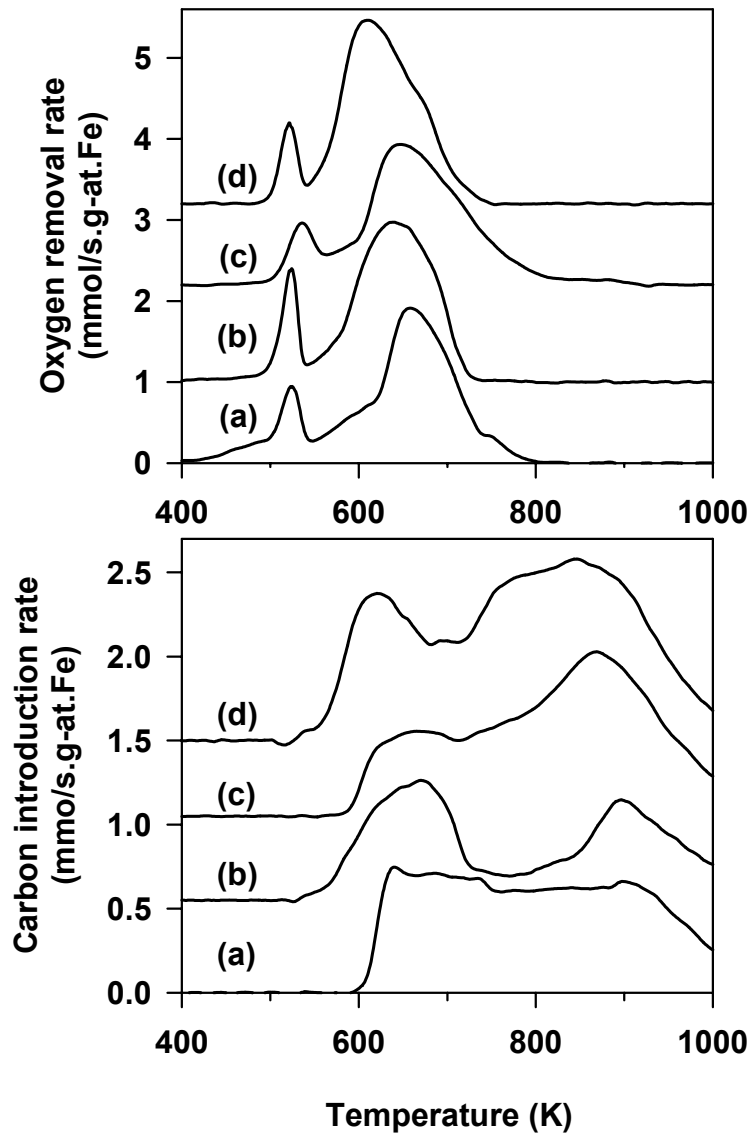 Oxygen removal rate
(mmol/s.g-at.Fe)
5
4
3
2
1
0
(d)
(c)
(b)
(a)
400
600
800
1000
Carbon introduction rate
(mmo/s.g-at.Fe)
2.5
2.0
1.5
1.0
0.5
0.0
(d)
(c)
(b)
(a)
400
600
800
1000
Temperature (K)